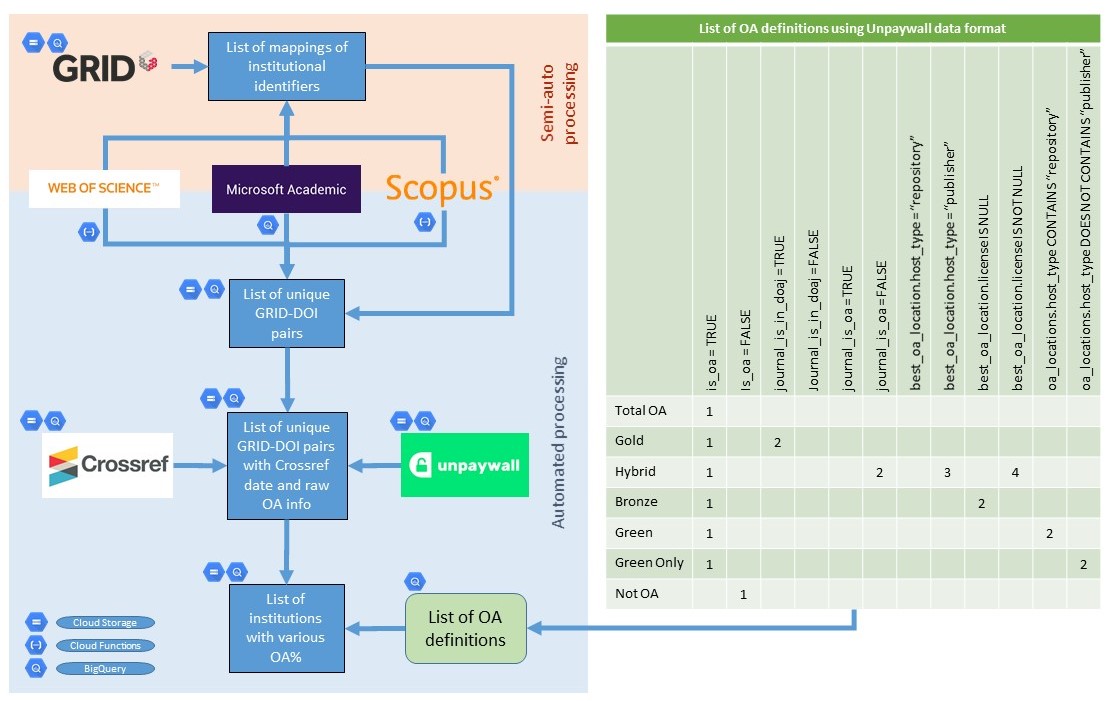 GRID
List of mappings of
institutional
identifiers
Semi-auto
processing
WEB OF SCIENCE™
Microsoft Academic
Scopus®
List of unique
GRID-DOI
pairs
Automated processing
Crossref
List of unique
GRID-DOI pairs
with Crossref
date and raw
OA info
unpaywall
List of
institutions
with various
OA%
List of OA
definitions
Cloud Storage
Cloud Functions
BigQuery
List of OA definitions using Unpaywall data format
is_oa = TRUE
Is_oa = FALSE
journal_is_in_doaj = TRUE
Journal_is_in_doaj = FALSE
journal_is_oa = TRUE
journal_is_oa = FALSE
best_oa_location.host_type = “repository”
best_oa_location.host_type = “publisher”
best_oa_location.license IS NULL
best_oa_location.license IS NOT NULL
oa_locations.host_type CONTAINS “repository”
oa_locations.host_type DOES NOT CONTAINS “publisher”
Total OA 1
Gold 1 2
Hybrid 1 2 3 4
Bronze 1 2
Green 1 2
Green Only 1 2
Not OA 1